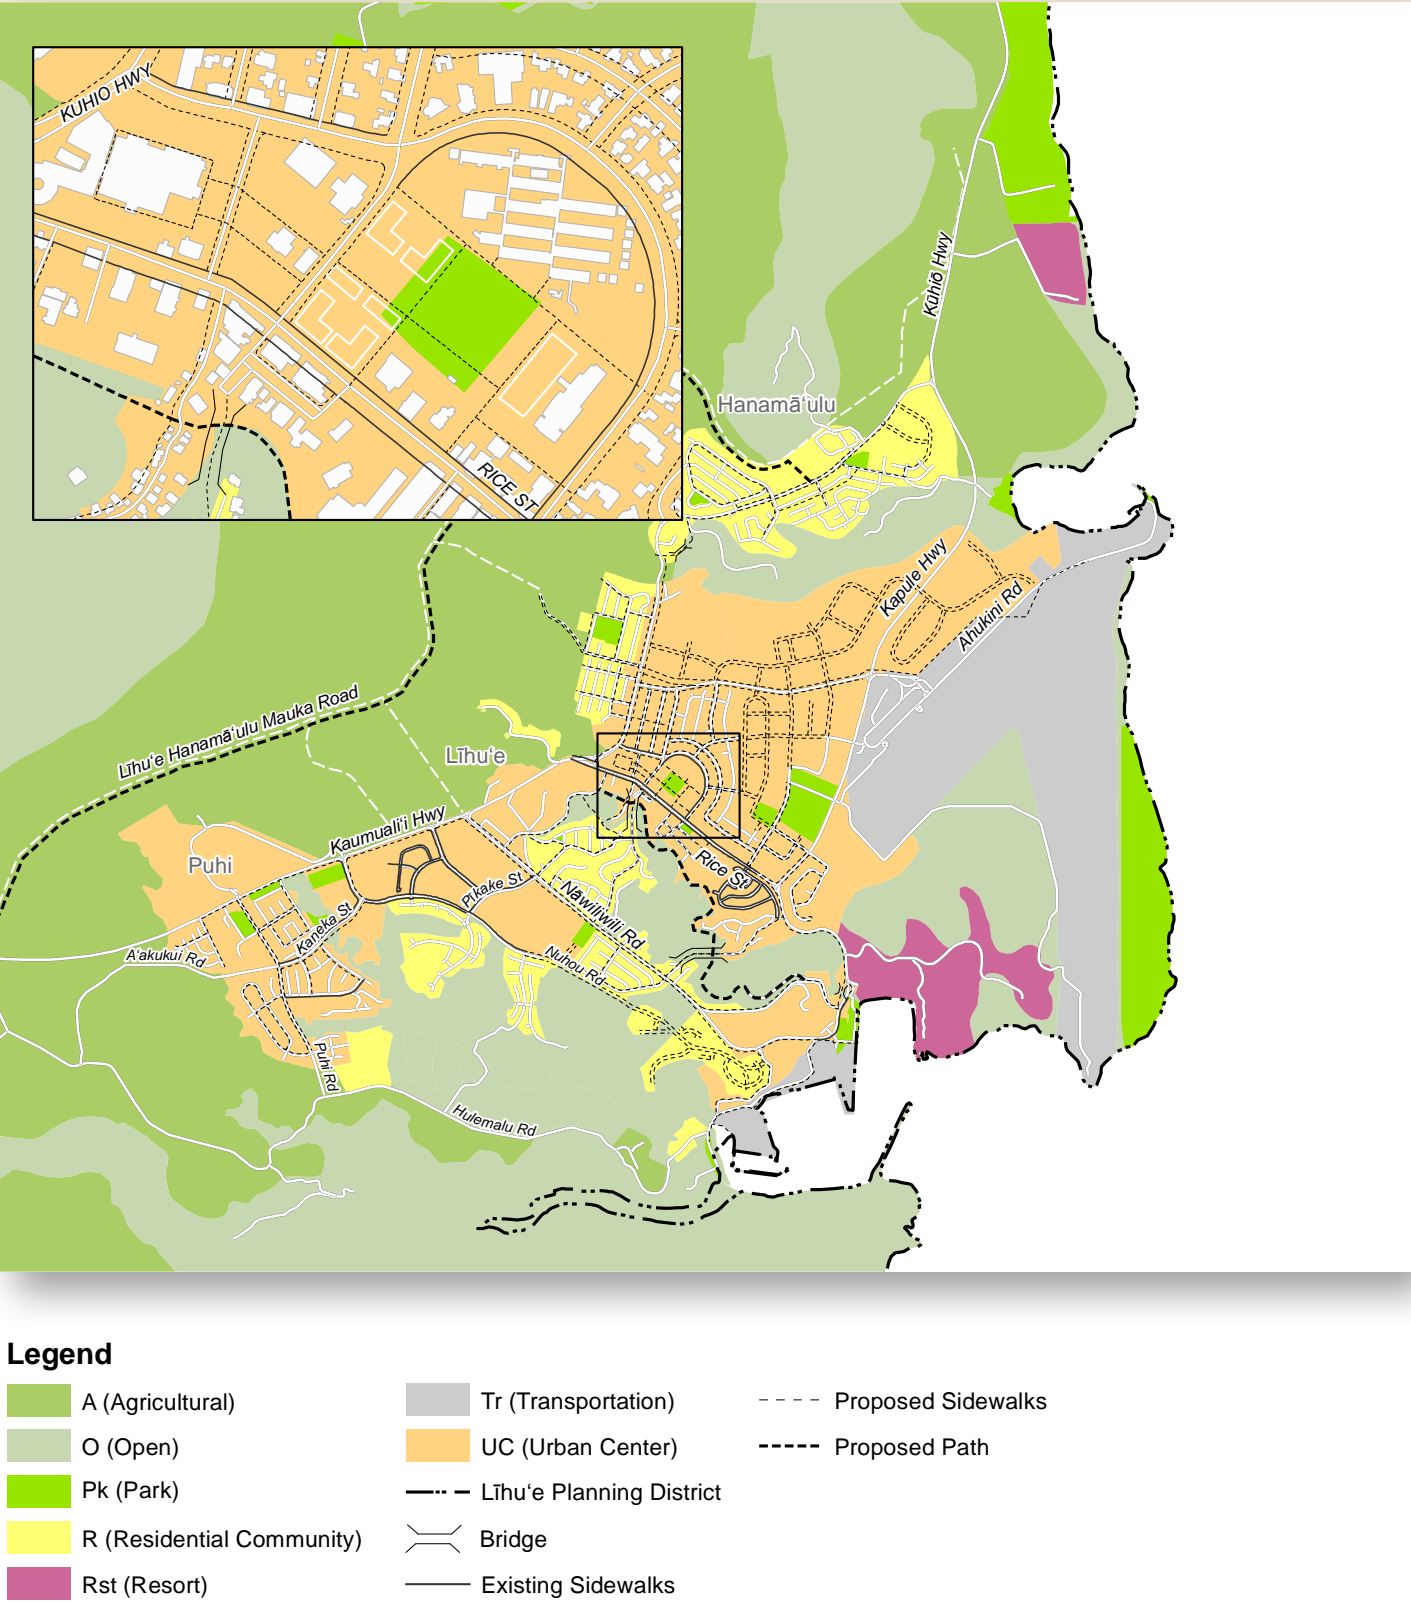 KUHIO HWY
RICE ST
Kūhiō Hwy
Hanamā‘ulu
Kapule Hwy
Ahukini Rd
Līhu‘e Hanamā‘ulu Mauka Road
Līhu‘e
Kaumuali‘i Hwy
Puhi
Rice St
Pikake St
Nāwiliwili Rd
Kaneka St
A'akukui Rd
Nuhou Rd
Puhi Rd
Hulemalu Rd
Legend
A (Agricultural)
O (Open)
Pk (Park)
R (Residential Community)
Rst (Resort)
Tr (Transportation)
UC (Urban Center)
Līhu‘e Planning District
Bridge
Existing Sidewalks
Proposed Sidewalks
Proposed Path